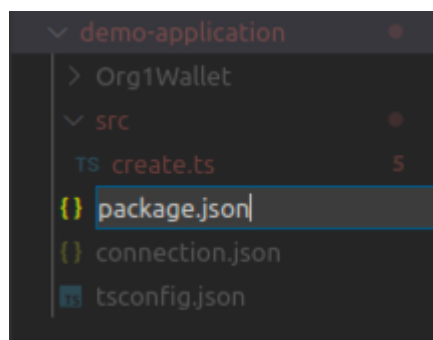 demo-application
Org1Wallet
src
TS create.ts 5
{} package.json
{} connection.json
TS tsconfig.json